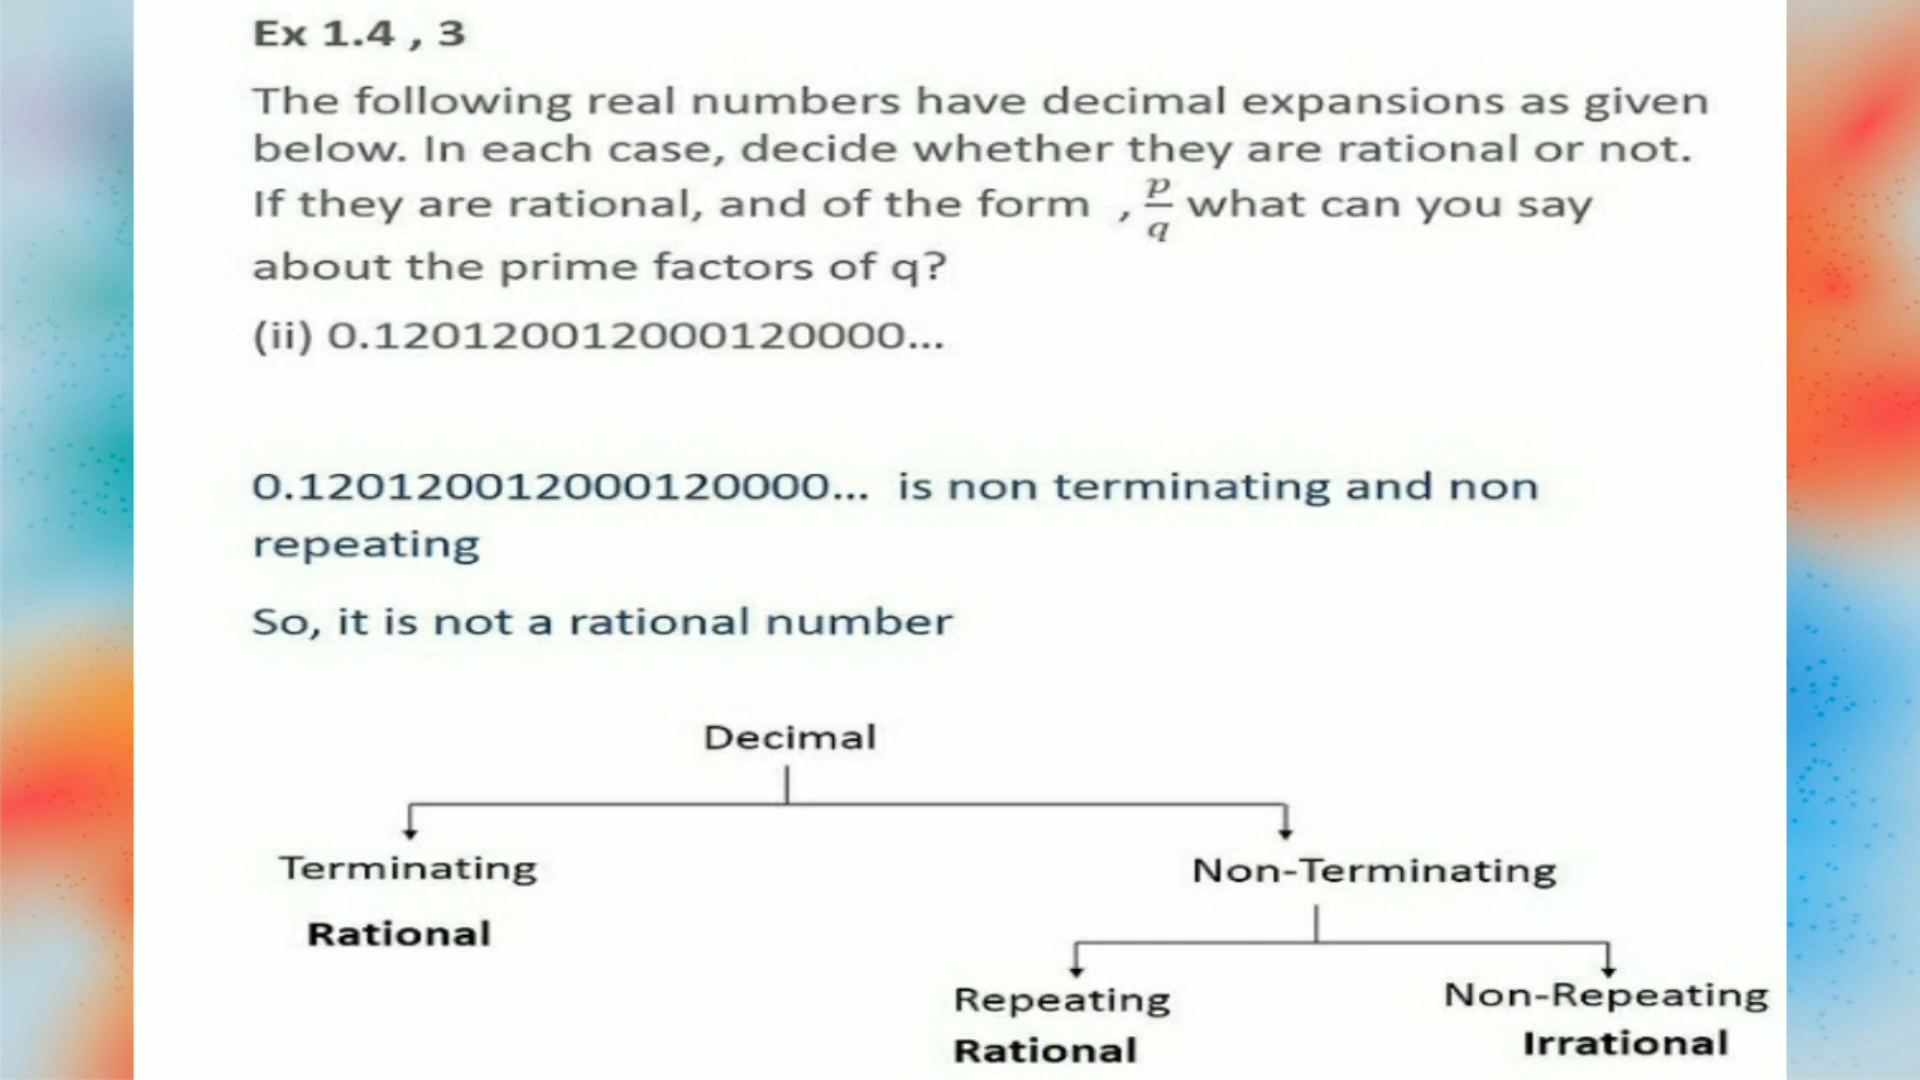 Ex 1.4 , 3
The following real numbers have decimal expansions as given
below. In each case, decide whether they are rational or not.
If they are rational, and of the form , p/q what can you say
about the prime factors of q?
(ii) 0.120120012000120000...
0.120120012000120000... is non terminating and non
repeating
So, it is not a rational number
Decimal
Terminating
Non-Terminating
Rational
Repeating
Non-Repeating
Rational
Irrational